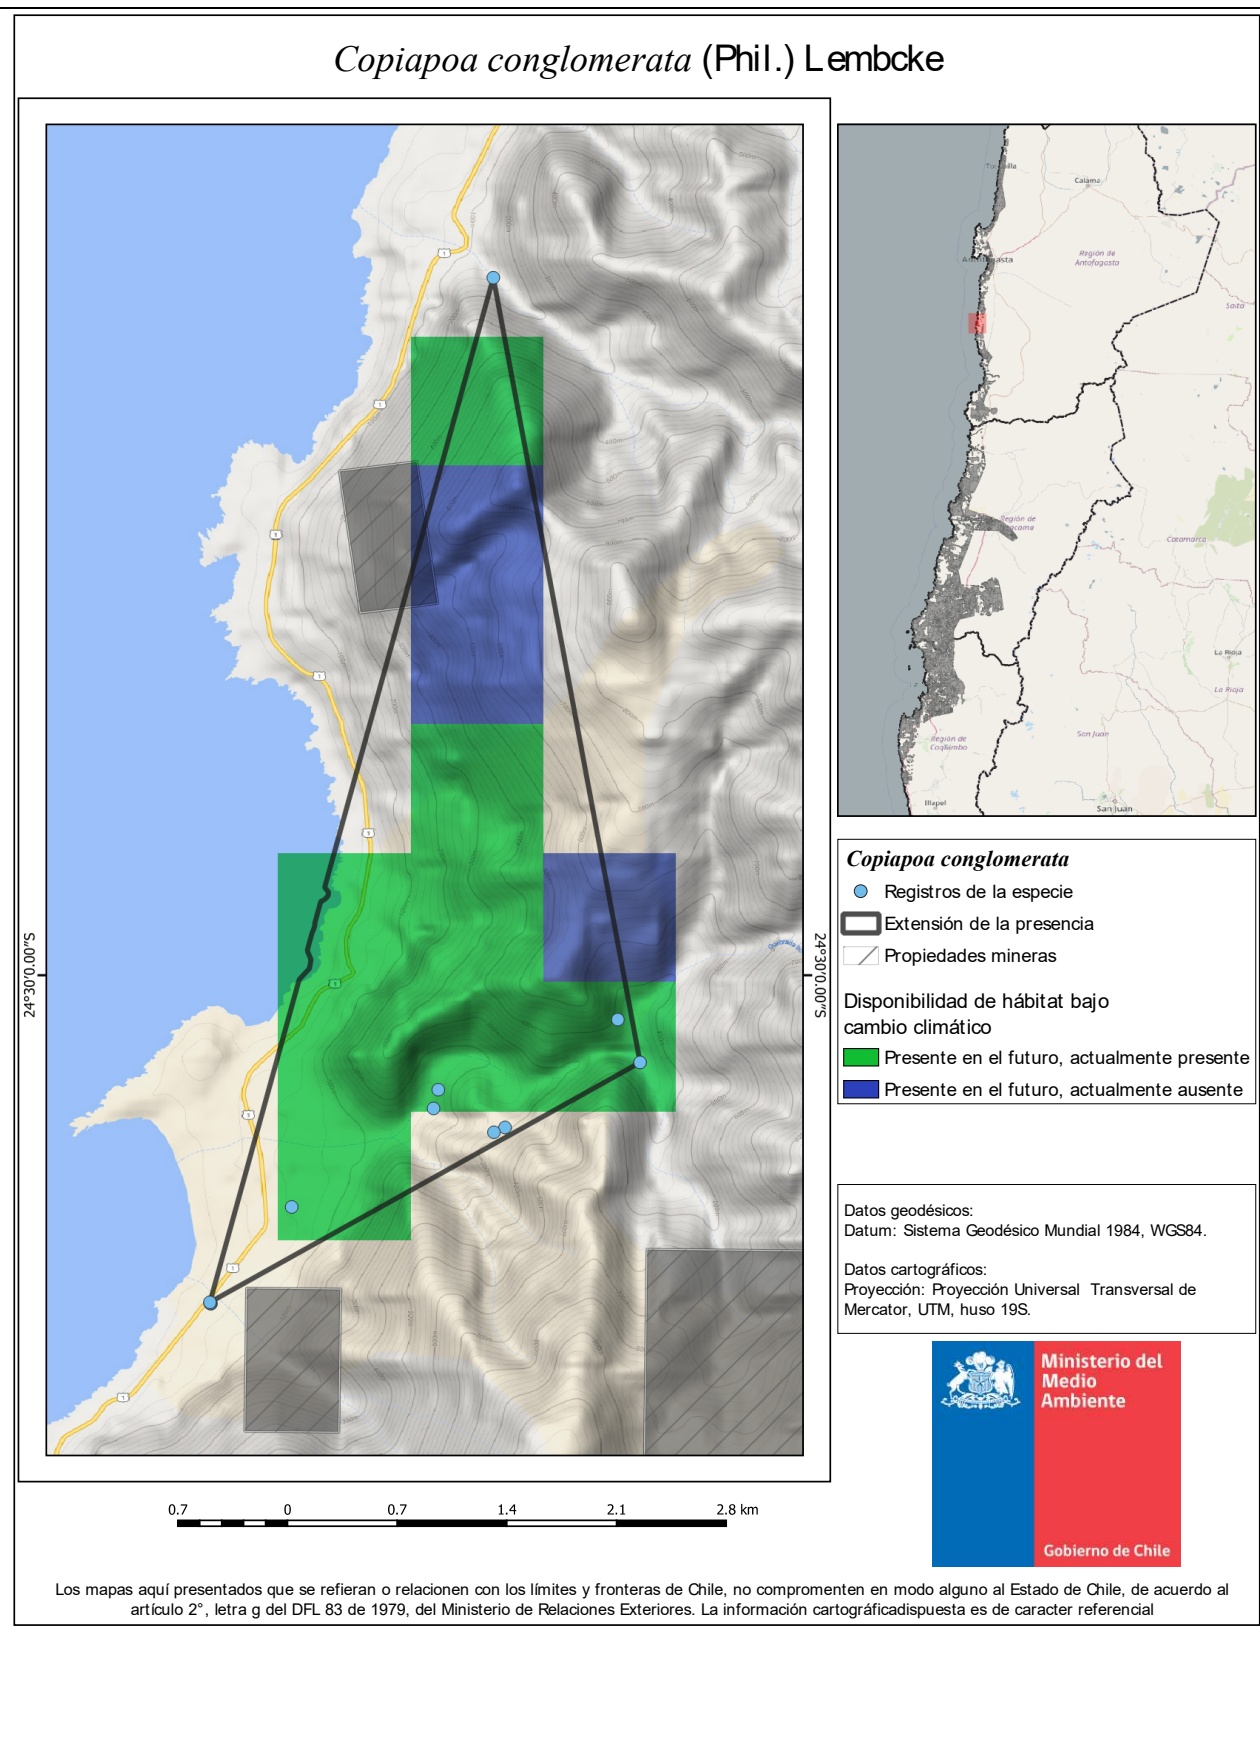 Copiapoa conglomerata (Phil.) Lembcke
24°30'0.00"S
24°30'0.00"S
Calama
Región de
Antofagasta
Salta
Catamarca
La Rioja
La Rioja
San Juan
Región de
Coquimbo
Illapel
San Juan
Copiapoa conglomerata
Registros de la especie
Extensión de la presencia
Propiedades mineras
Disponibilidad de hábitat bajo
cambio climático
Presente en el futuro, actualmente presente
Presente en el futuro, actualmente ausente
Datos geodésicos:
Datum: Sistema Geodésico Mundial 1984, WGS84.
Datos cartográficos:
Proyección: Proyección Universal Transversal de
Mercator, UTM, huso 19S.
Ministerio del
Medio
Ambiente
Gobierno de Chile
0.7 0 0.7 1.4 2.1 2.8 km
Los mapas aquí presentados que se refieran o relacionen con los límites y fronteras de Chile, no comprometen en modo alguno al Estado de Chile, de acuerdo al
artículo 2°, letra g del DFL 83 de 1979, del Ministerio de Relaciones Exteriores. La información cartográficadispuesta es de caracter referencial